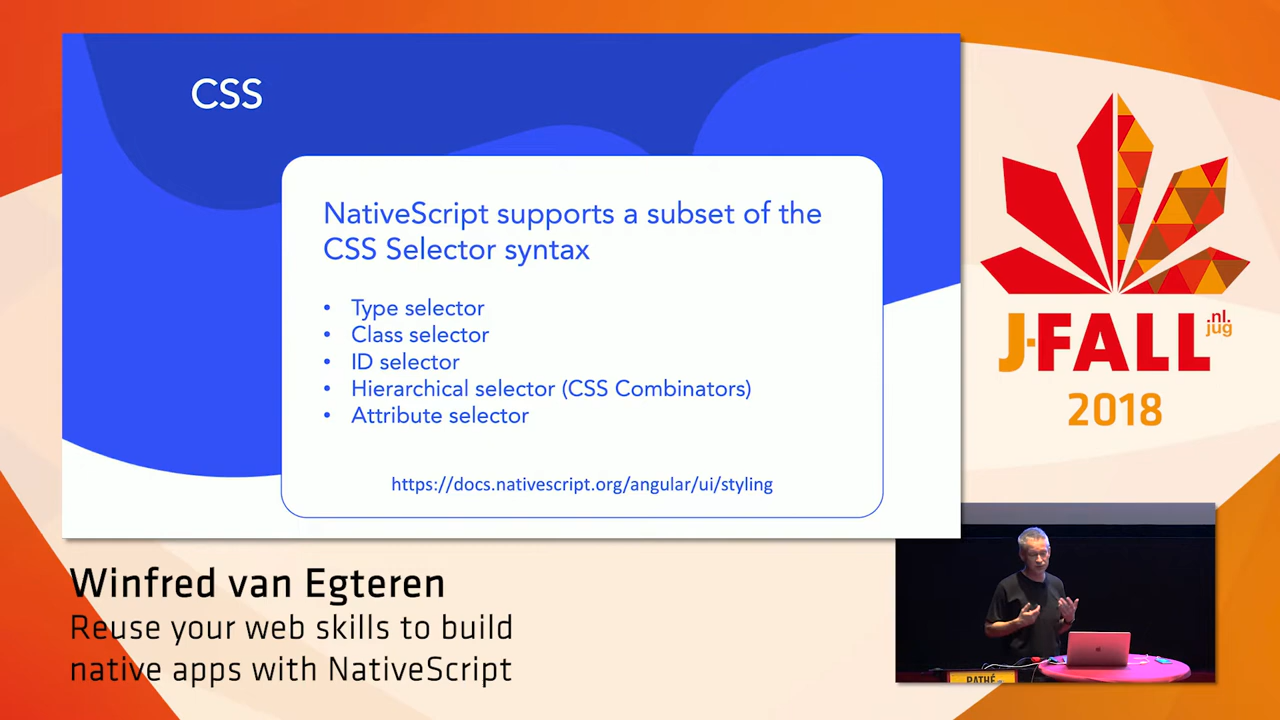 CSS
NativeScript supports a subset of the
CSS Selector syntax
• Type selector
• Class selector
• ID selector
• Hierarchical selector (CSS Combinators)
• Attribute selector
https://docs.nativescript.org/angular/ui/styling
J-FALL
nl.
jug
2018
Winfred van Egteren
Reuse your web skills to build
native apps with NativeScript
PATHÉ